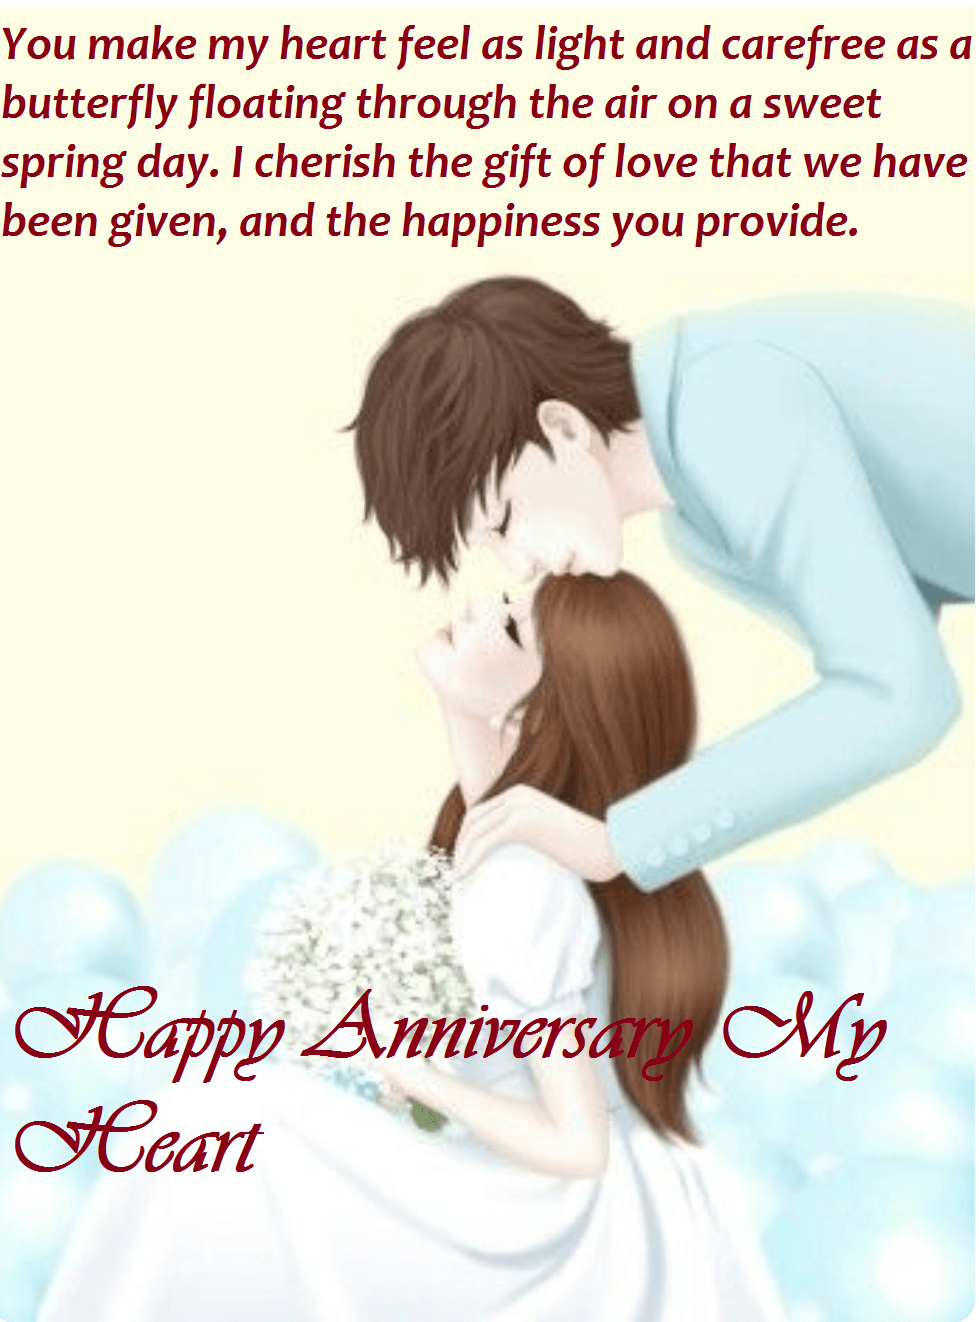 You make my heart feel as light and carefree as a
butterfly floating through the air on a sweet
spring day. I cherish the gift of love that we have
been given, and the happiness you provide.
Happy Anniversary My
Heart